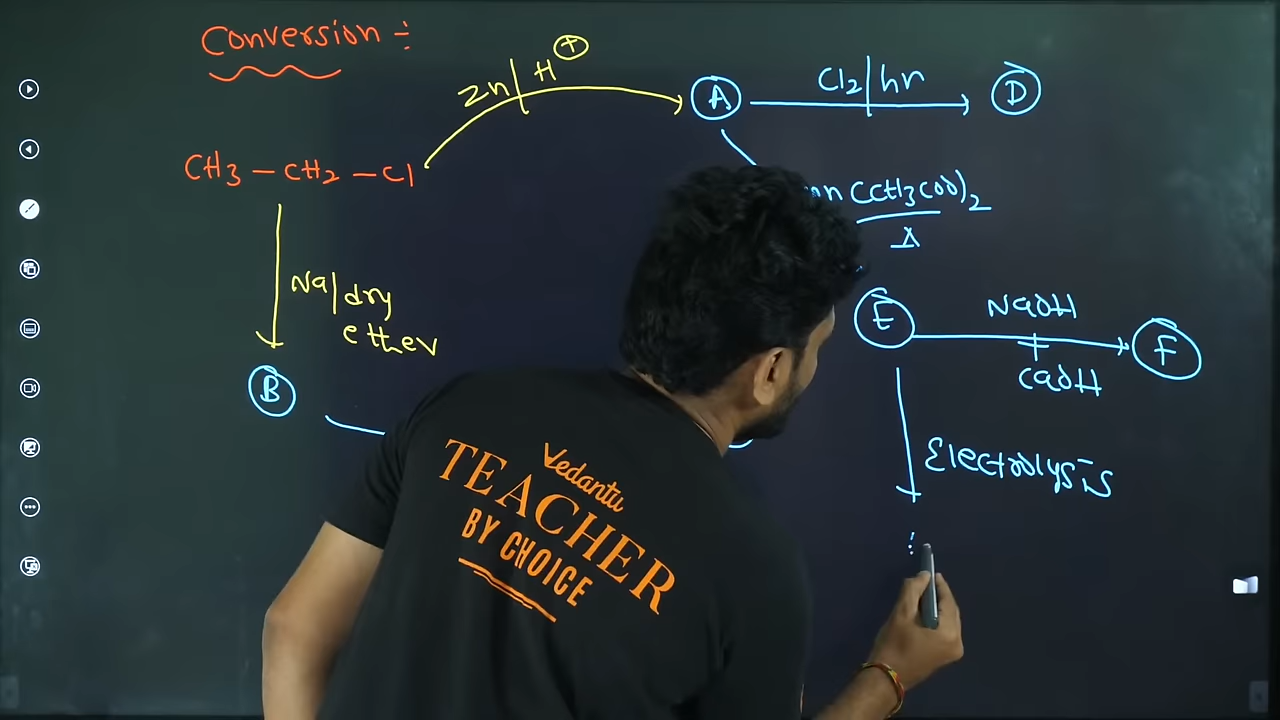 Conversion :-
Zn/H⊕
A
Cl2/hν
D
CH3 - CH2 - Cl
(CH3COO)2
Δ
Na/dry
ether
E
NaOH
CaOH
F
B
Electrolysis
Vedantu
TEACHER
BY CHOICE